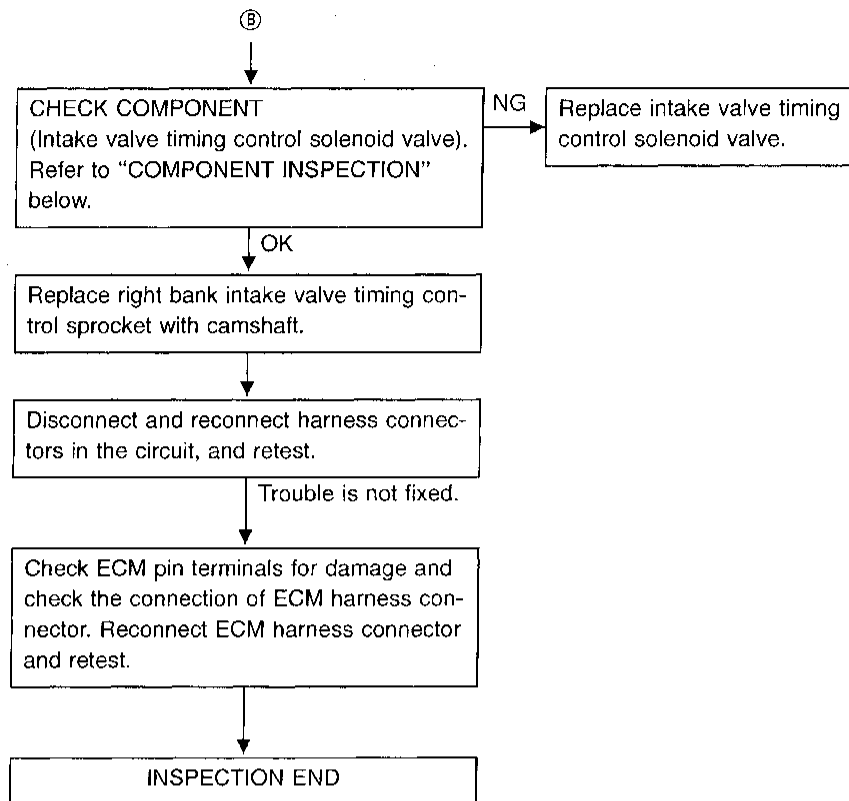 Ⓑ
CHECK COMPONENT
(Intake valve timing control solenoid valve).
Refer to “COMPONENT INSPECTION”
below.
NG
Replace intake valve timing
control solenoid valve.
OK
Replace right bank intake valve timing con-
trol sprocket with camshaft.
Disconnect and reconnect harness connec-
tors in the circuit, and retest.
Trouble is not fixed.
Check ECM pin terminals for damage and
check the connection of ECM harness con-
nector. Reconnect ECM harness connector
and retest.
INSPECTION END